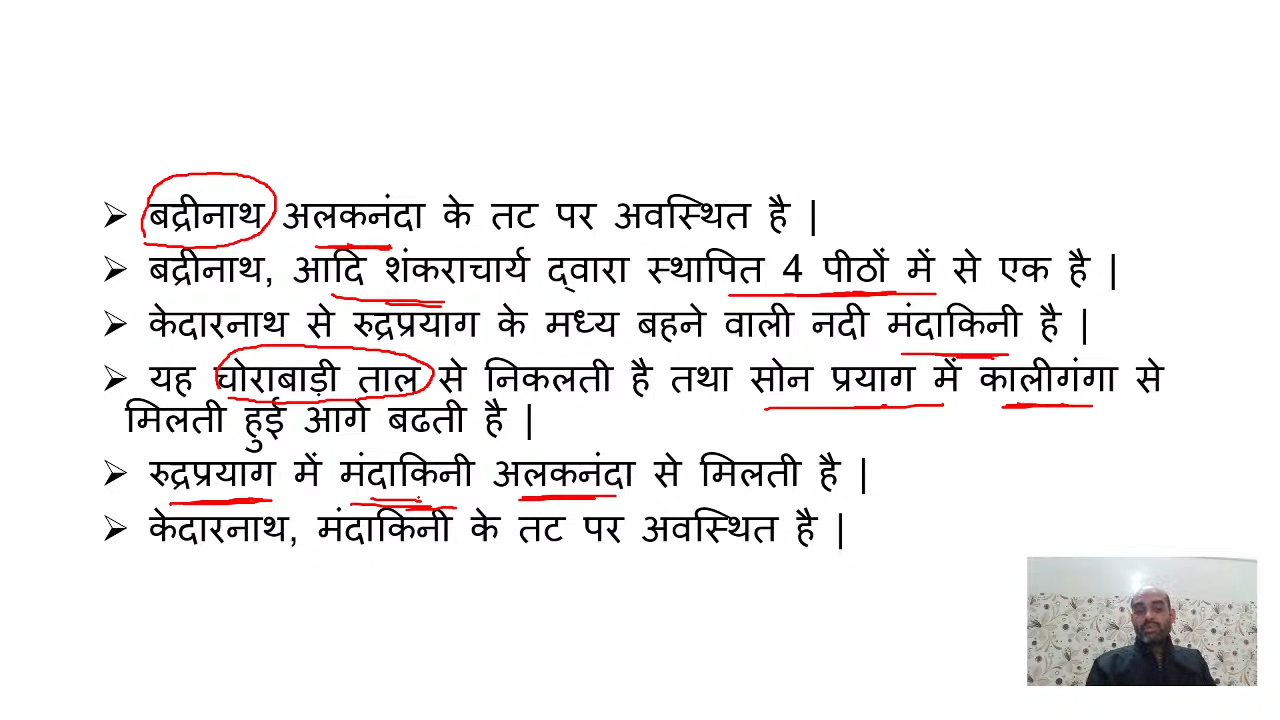 ➢ बद्रीनाथ अलकनंदा के तट पर अवस्थित है |
➢ बद्रीनाथ, आदि शंकराचार्य द्वारा स्थापित 4 पीठों में से एक है |
➢ केदारनाथ से रुद्रप्रयाग के मध्य बहने वाली नदी मंदाकिनी है |
➢ यह चोराबाड़ी ताल से निकलती है तथा सोन प्रयाग में कालीगंगा से
मिलती हुई आगे बढती है |
➢ रुद्रप्रयाग में मंदाकिनी अलकनंदा से मिलती है |
➢ केदारनाथ, मंदाकिनी के तट पर अवस्थित है |